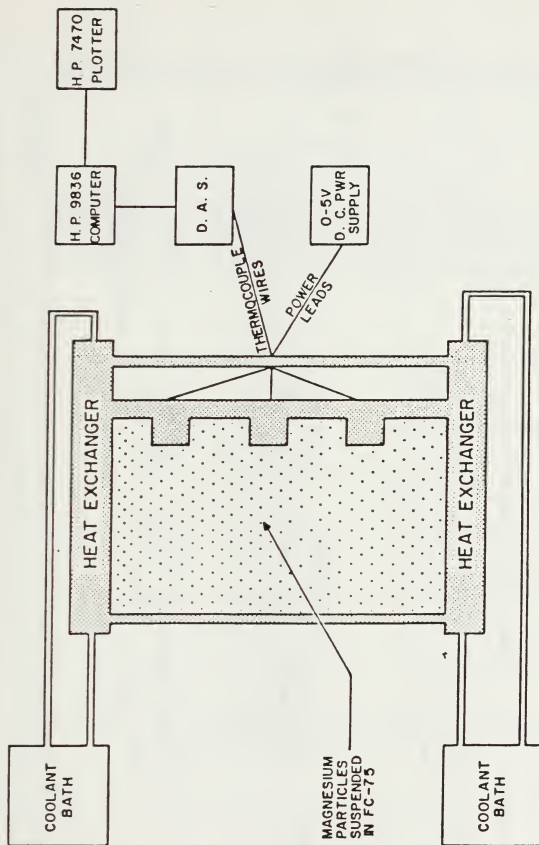 H.P. 7470
PLOTTER
H.P. 9836
COMPUTER
D. A. S.
0-5V
D. C. PWR
SUPPLY
THERMOCOUPLE
WIRES
POWER
LEADS
HEAT EXCHANGER
HEAT EXCHANGER
MAGNESIUM
PARTICLES
SUSPENDED
IN FC-75
COOLANT
BATH
COOLANT
BATH